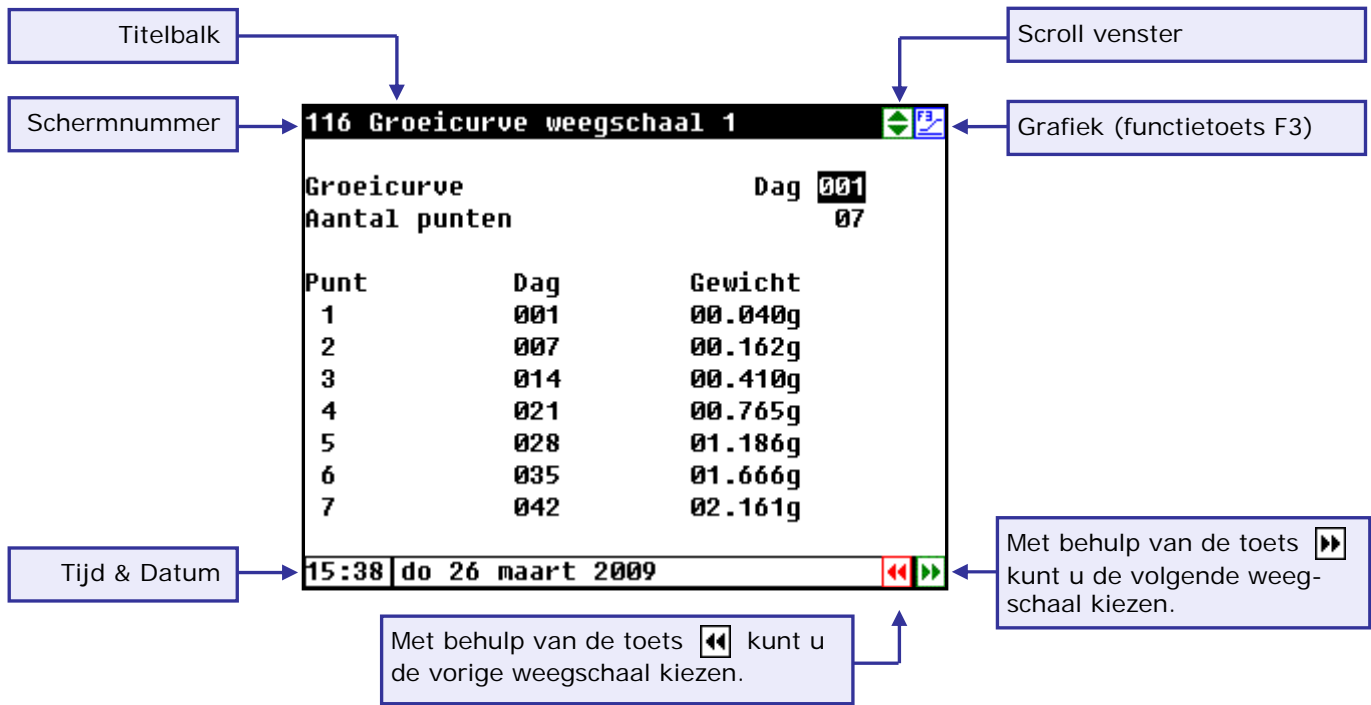 Titelbalk
Scroll venster
Schermnummer
116 Groeicurve weegschaal 1
F3
Grafiek (functietoets F3)
Groeicurve Dag 001
Aantal punten 07
Punt Dag Gewicht
1 001 00.040g
2 007 00.162g
3 014 00.410g
4 021 00.765g
5 028 01.186g
6 035 01.666g
7 042 02.161g
Tijd & Datum
15:38 do 26 maart 2009
Met behulp van de toets
kunt u de volgende weeg-
schaal kiezen.
Met behulp van de toets kunt u
de vorige weegschaal kiezen.